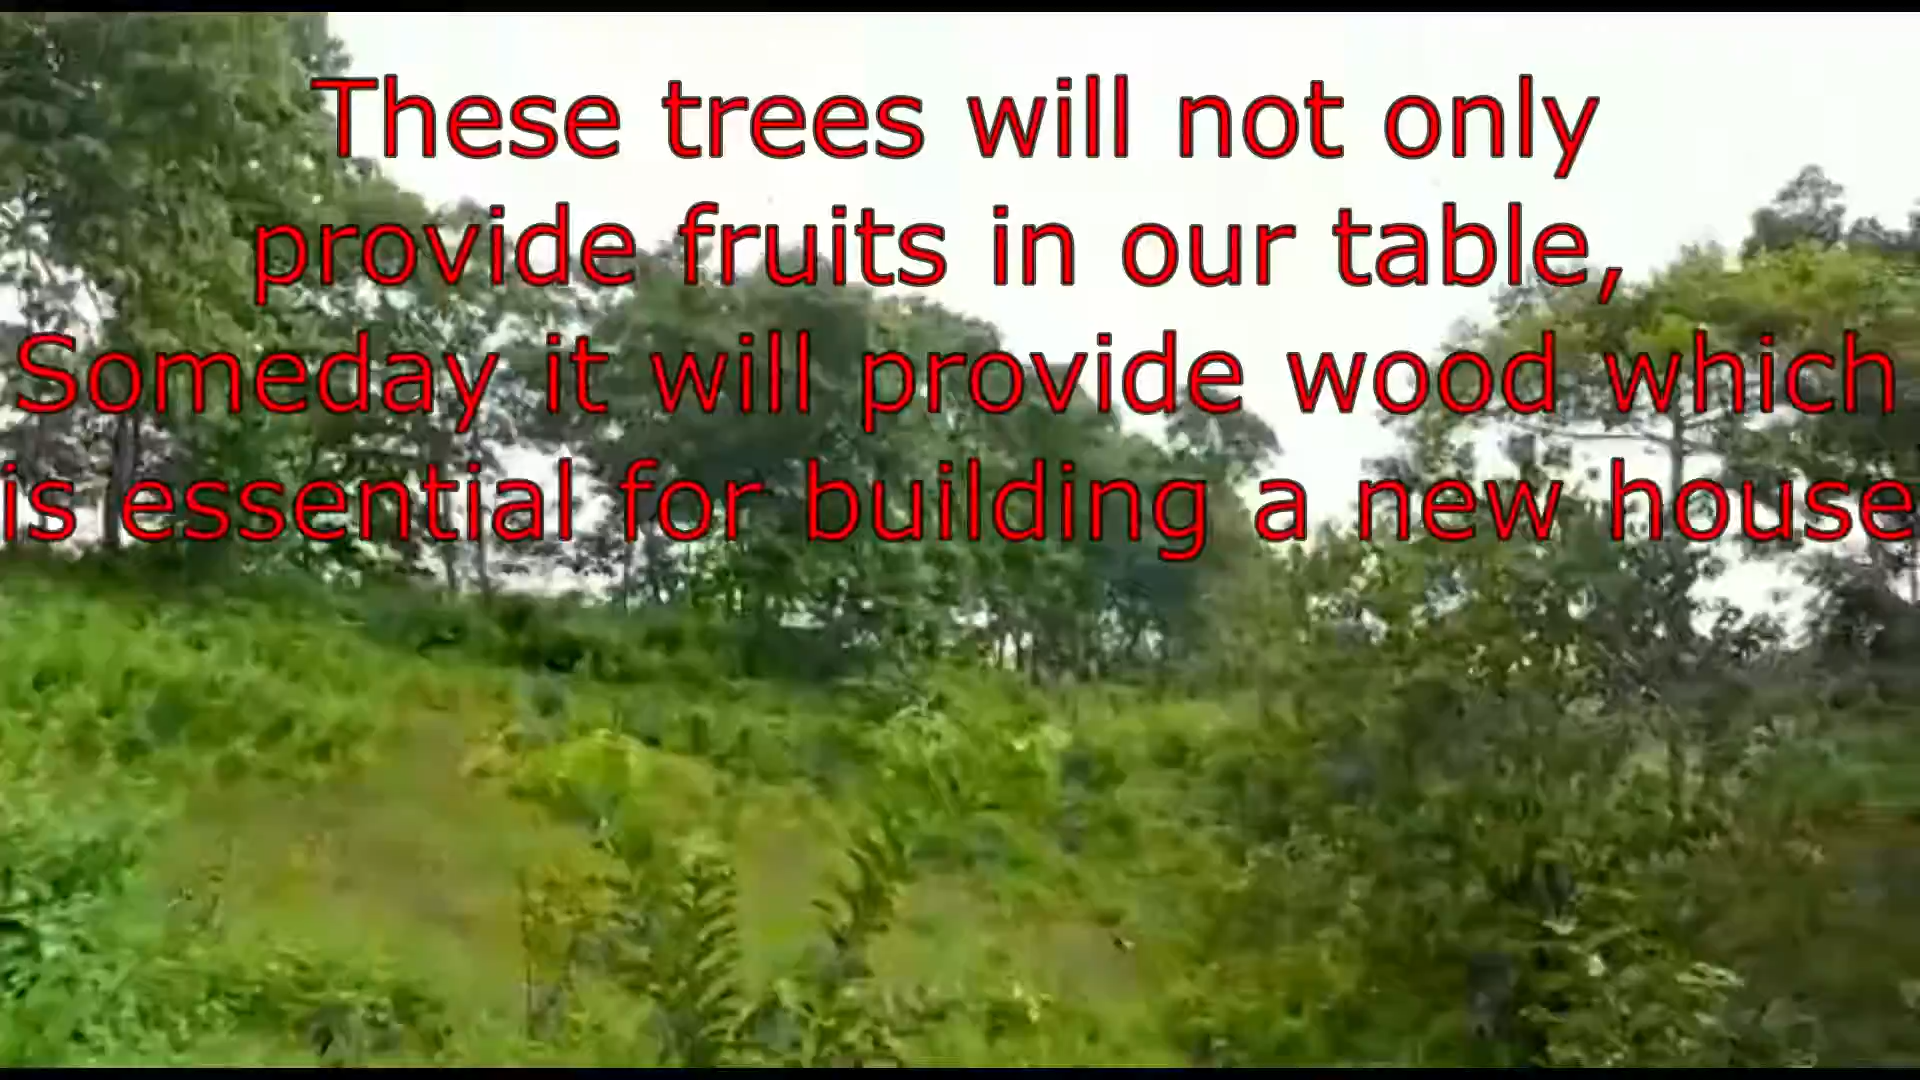 These trees will not only
provide fruits in our table,
Someday it will provide wood which
is essential for building a new house